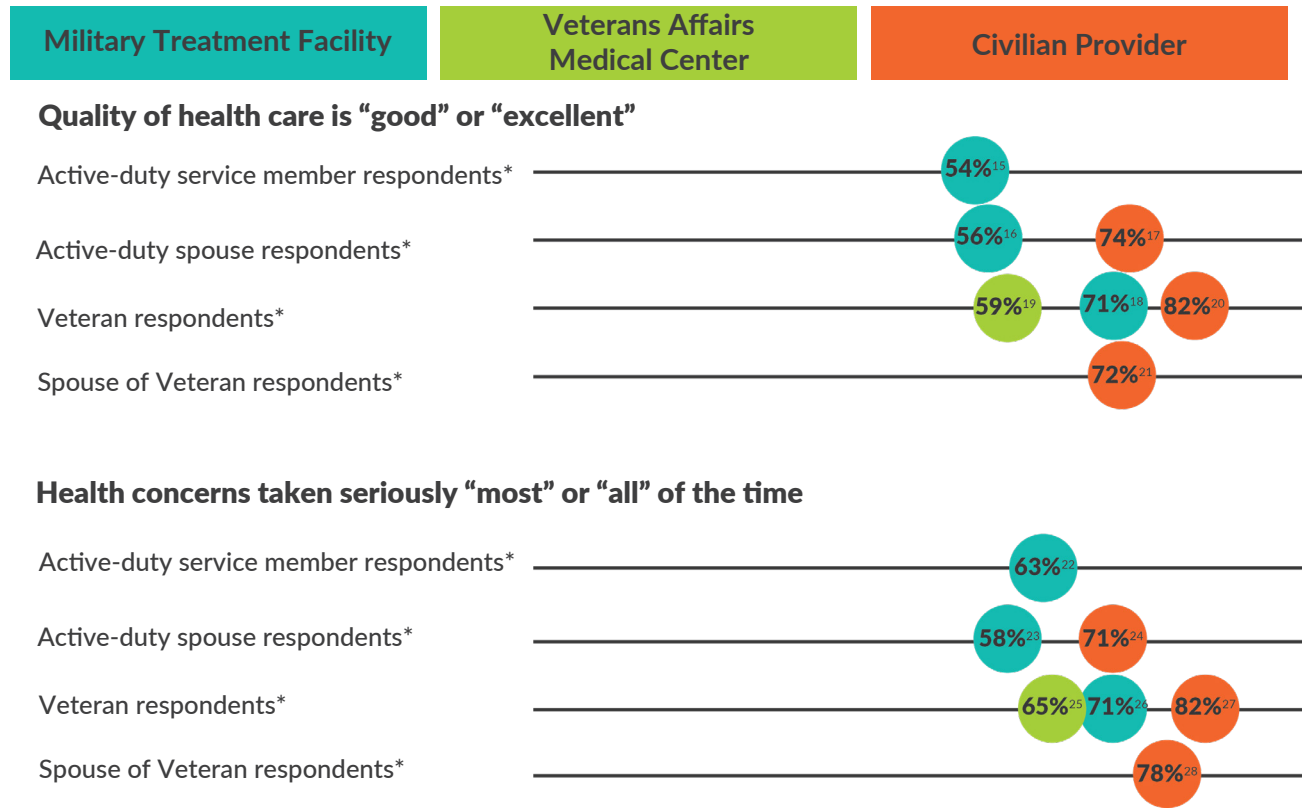 Military Treatment Facility
Veterans Affairs
Medical Center
Civilian Provider
Quality of health care is “good” or “excellent”
Active-duty service member respondents*
54%15
Active-duty spouse respondents*
56%16 74%17
Veteran respondents*
59%19 71%18 82%20
Spouse of Veteran respondents*
72%21
Health concerns taken seriously “most” or “all” of the time
Active-duty service member respondents*
63%22
Active-duty spouse respondents*
58%23 71%24
Veteran respondents*
65%25 71%26 82%27
Spouse of Veteran respondents*
78%28